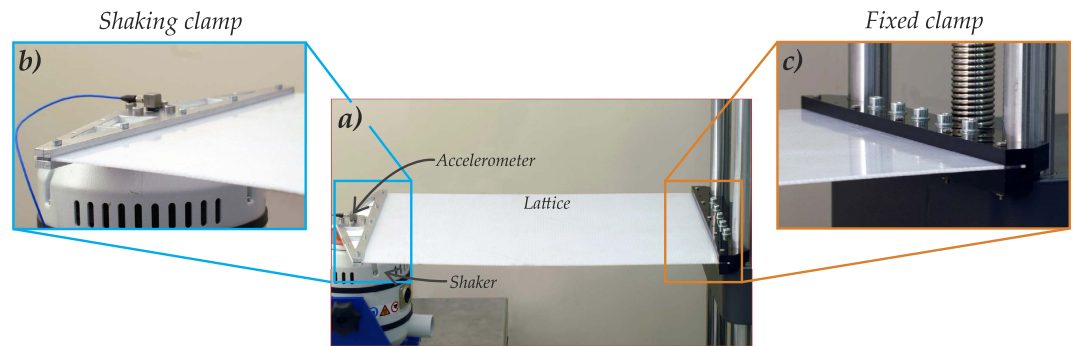 Shaking clamp
Fixed clamp
b)
c)
a)
Accelerometer
Lattice
Shaker